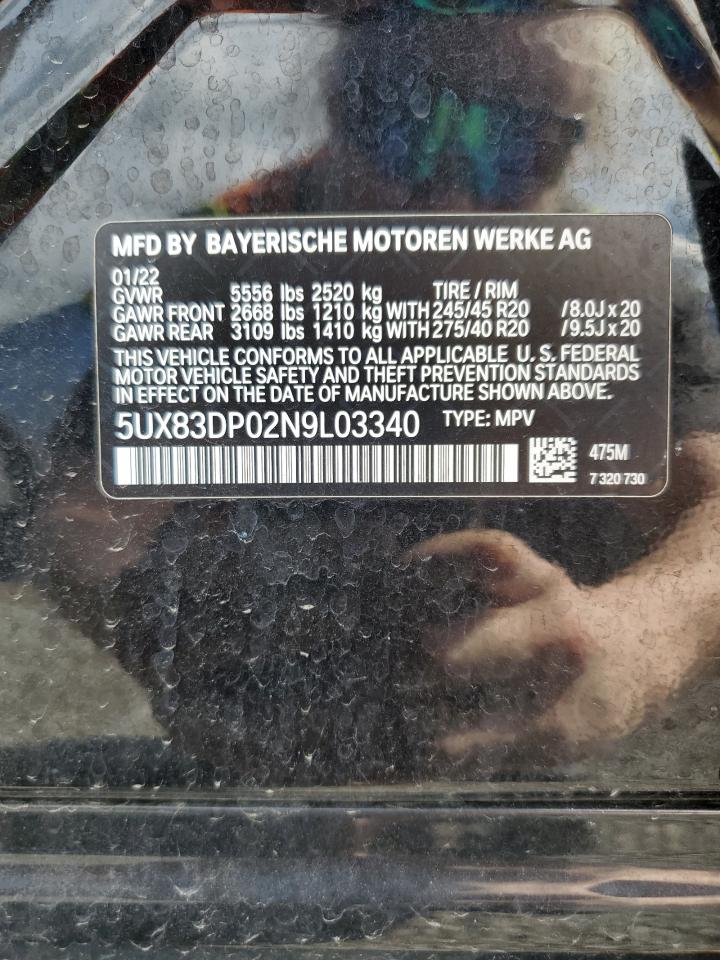 MFD BY BAYERISCHE MOTOREN WERKE AG
01/22
GVWR 5556 lbs 2520 kg TIRE / RIM
GAWR FRONT 2668 lbs 1210 kg WITH 245/45 R20 /8.0J x 20
GAWR REAR 3109 lbs 1410 kg WITH 275/40 R20 /9.5J x 20
THIS VEHICLE CONFORMS TO ALL APPLICABLE U. S. FEDERAL
MOTOR VEHICLE SAFETY AND THEFT PREVENTION STANDARDS
IN EFFECT ON THE DATE OF MANUFACTURE SHOWN ABOVE.
5UX83DP02N9L03340 TYPE: MPV
475M
7 320 730